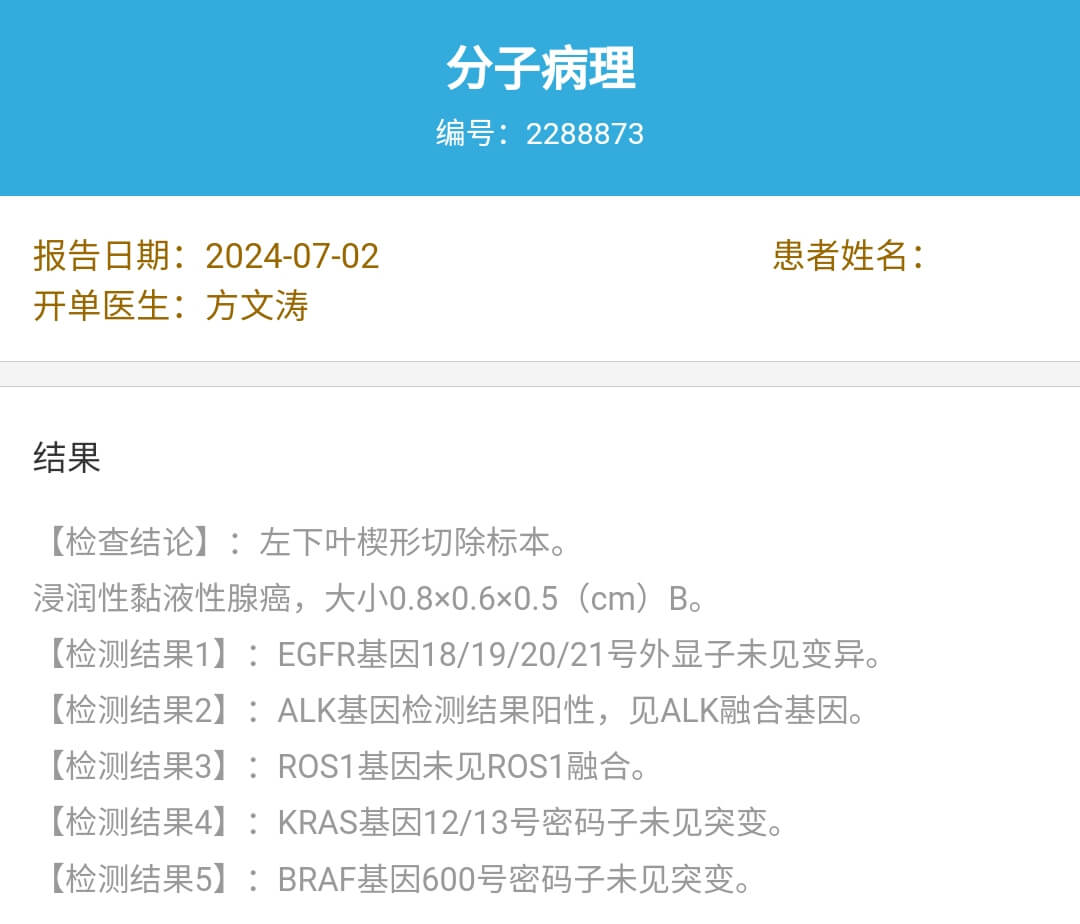 分子病理
编号：2288873
报告日期：2024-07-02 患者姓名：
开单医生：方文涛
结果
【检查结论】：左下叶楔形切除标本。
浸润性黏液性腺癌，大小0.8×0.6×0.5（cm）B。
【检测结果1】：EGFR基因18/19/20/21号外显子未见变异。
【检测结果2】：ALK基因检测结果阳性，见ALK融合基因。
【检测结果3】：ROS1基因未见ROS1融合。
【检测结果4】：KRAS基因12/13号密码子未见突变。
【检测结果5】：BRAF基因600号密码子未见突变。